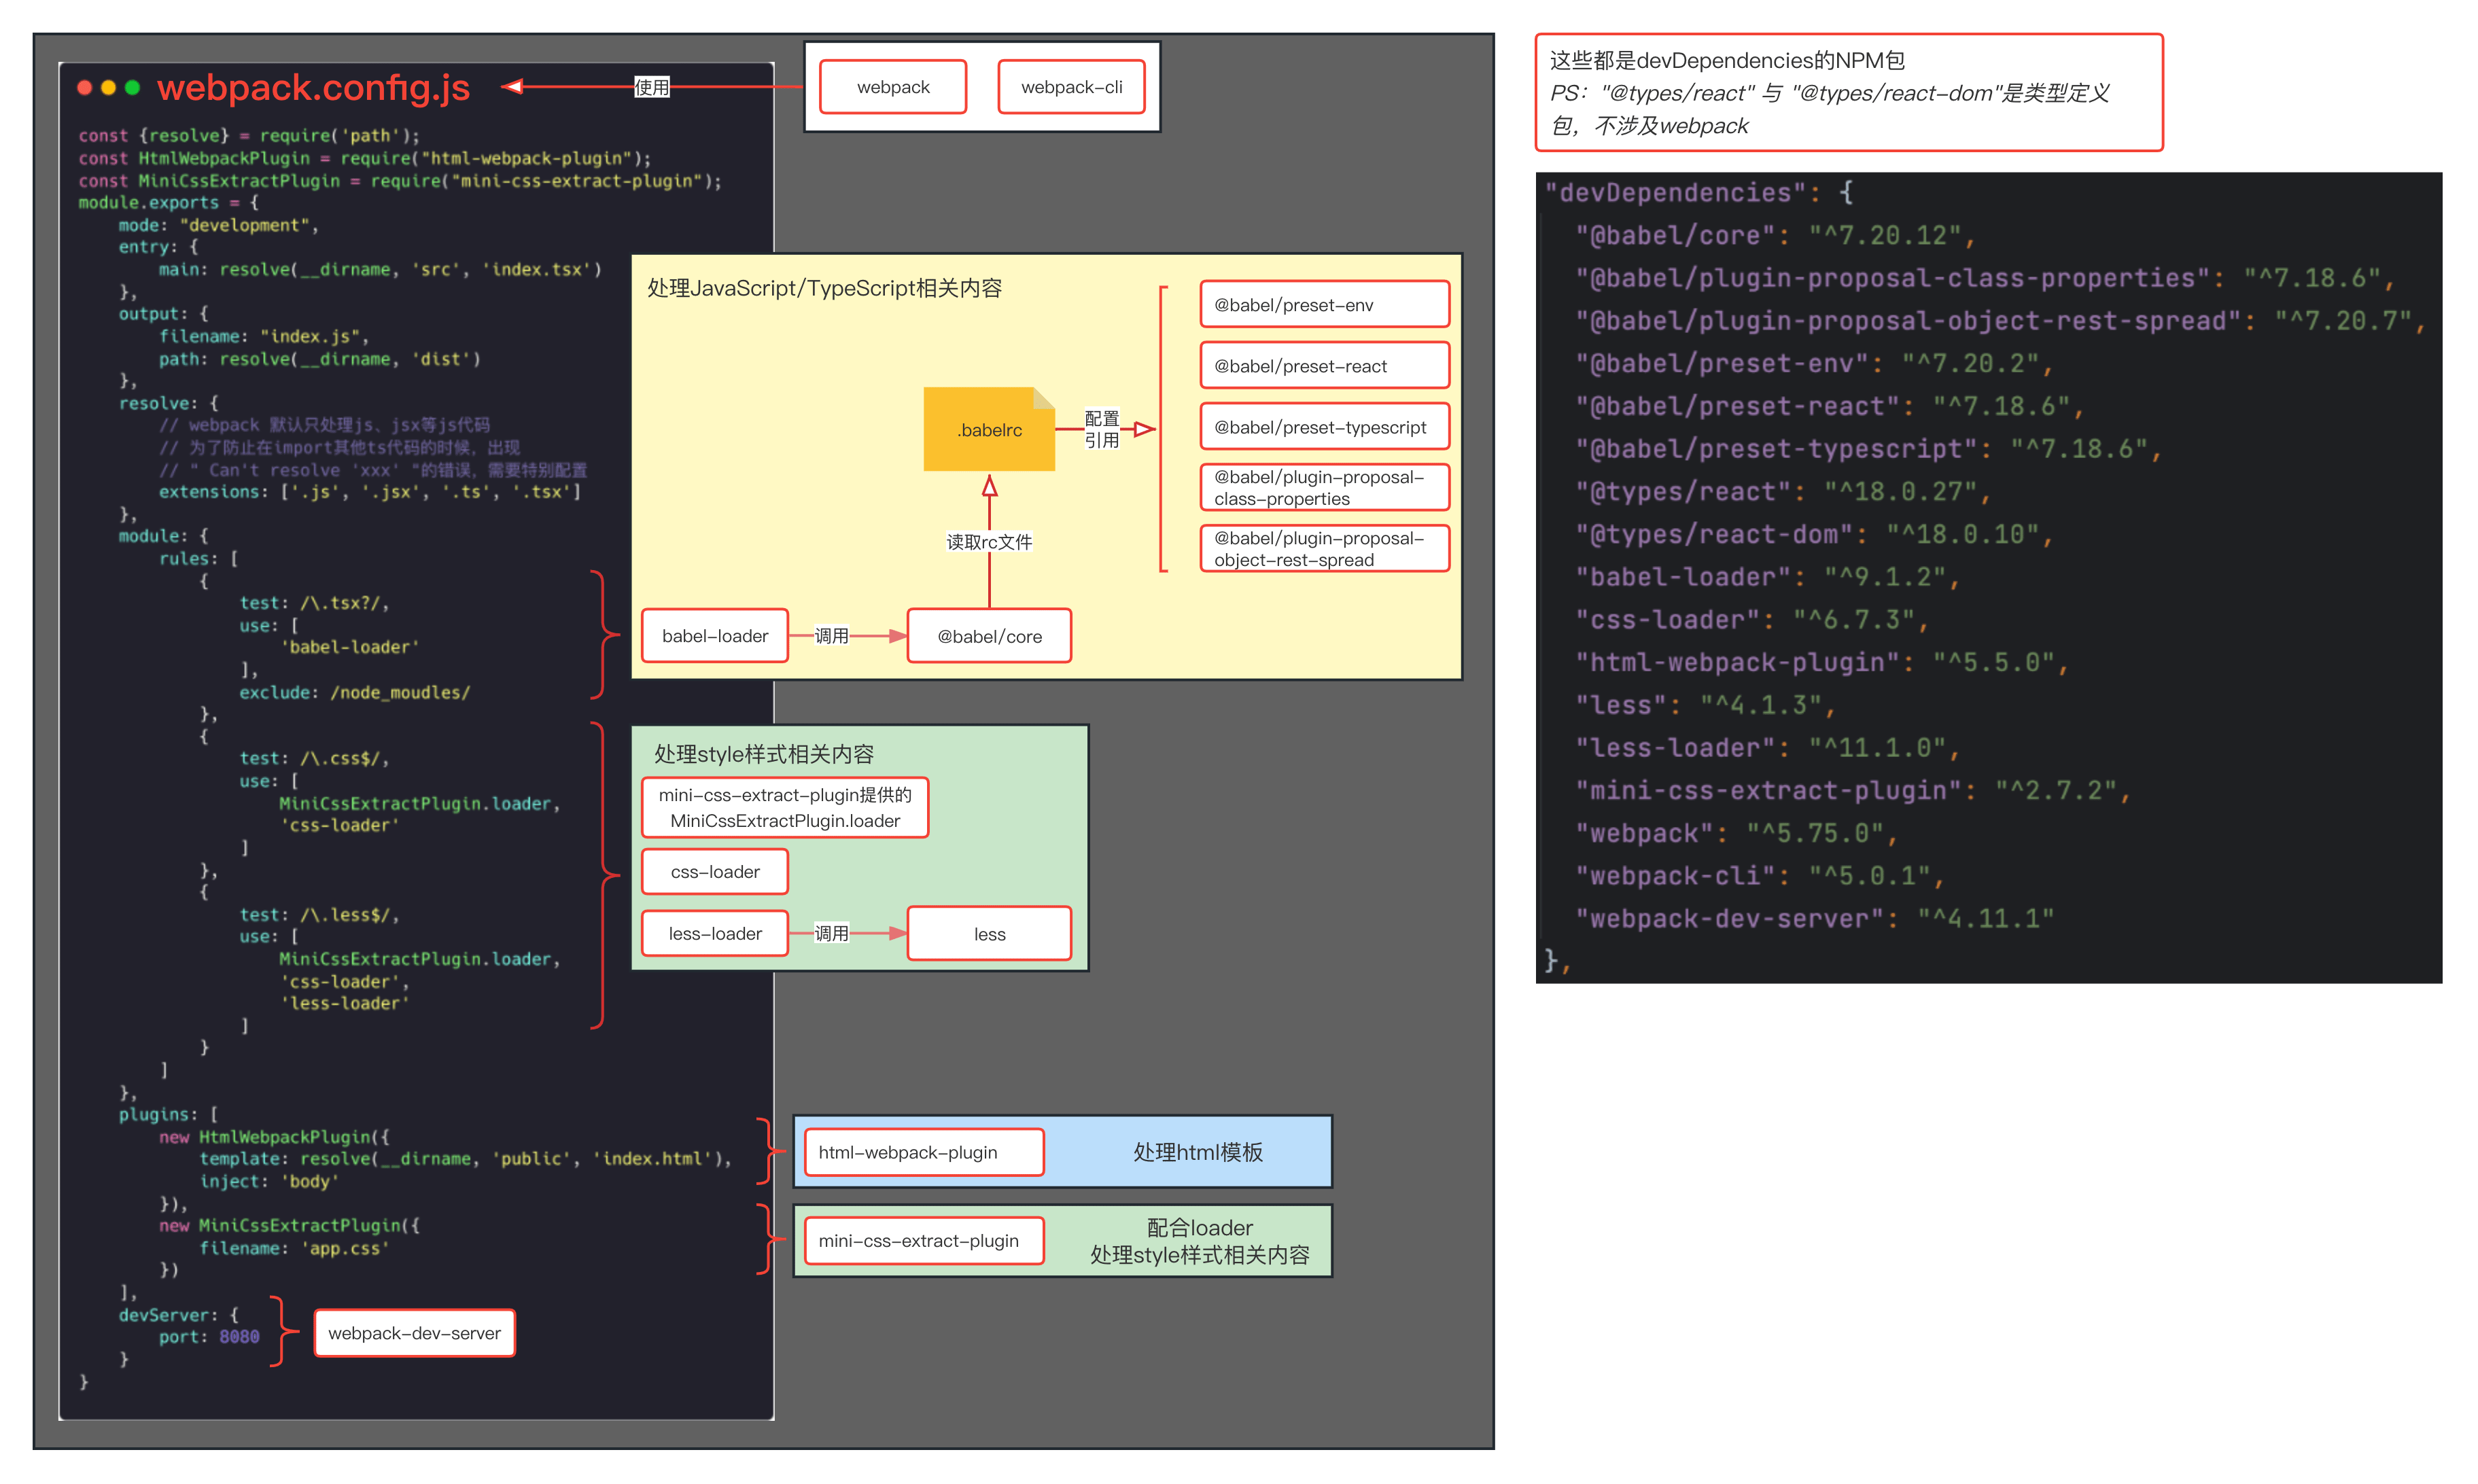 webpack.config.js
使用
webpack
webpack-cli
const {resolve} = require('path');
const HtmlWebpackPlugin = require("html-webpack-plugin");
const MiniCssExtractPlugin = require("mini-css-extract-plugin");
module.exports = {
mode: "development",
entry: {
main: resolve(__dirname, 'src', 'index.tsx')
},
output: {
filename: "index.js",
path: resolve(__dirname, 'dist')
},
resolve: {
// webpack 默认只处理js、jsx等js代码
// 为了防止在import其他ts代码的时候，出现
// " Can't resolve 'xxx' "的错误，需要特别配置
extensions: ['.js', '.jsx', '.ts', '.tsx']
},
module: {
rules: [
{
test: /\.tsx?/,
use: [
'babel-loader'
],
exclude: /node_moudles/
},
{
test: /\.css$/,
use: [
MiniCssExtractPlugin.loader,
'css-loader'
]
},
{
test: /\.less$/,
use: [
MiniCssExtractPlugin.loader,
'css-loader',
'less-loader'
]
}
]
},
plugins: [
new HtmlWebpackPlugin({
template: resolve(__dirname, 'public', 'index.html'),
inject: 'body'
}),
new MiniCssExtractPlugin({
filename: 'app.css'
})
],
devServer: {
port: 8080
}
}
webpack-dev-server
处理JavaScript/TypeScript相关内容
.babelrc
配置
引用
@babel/preset-env
@babel/preset-react
@babel/preset-typescript
@babel/plugin-proposal-
class-properties
@babel/plugin-proposal-
object-rest-spread
读取rc文件
babel-loader
调用
@babel/core
处理style样式相关内容
mini-css-extract-plugin提供的
MiniCssExtractPlugin.loader
css-loader
less-loader
调用
less
html-webpack-plugin
处理html模板
mini-css-extract-plugin
配合loader
处理style样式相关内容
这些都是devDependencies的NPM包
PS："@types/react" 与 "@types/react-dom"是类型定义
包，不涉及webpack
"devDependencies": {
"@babel/core": "^7.20.12",
"@babel/plugin-proposal-class-properties": "^7.18.6",
"@babel/plugin-proposal-object-rest-spread": "^7.20.7",
"@babel/preset-env": "^7.20.2",
"@babel/preset-react": "^7.18.6",
"@babel/preset-typescript": "^7.18.6",
"@types/react": "^18.0.27",
"@types/react-dom": "^18.0.10",
"babel-loader": "^9.1.2",
"css-loader": "^6.7.3",
"html-webpack-plugin": "^5.5.0",
"less": "^4.1.3",
"less-loader": "^11.1.0",
"mini-css-extract-plugin": "^2.7.2",
"webpack": "^5.75.0",
"webpack-cli": "^5.0.1",
"webpack-dev-server": "^4.11.1"
},